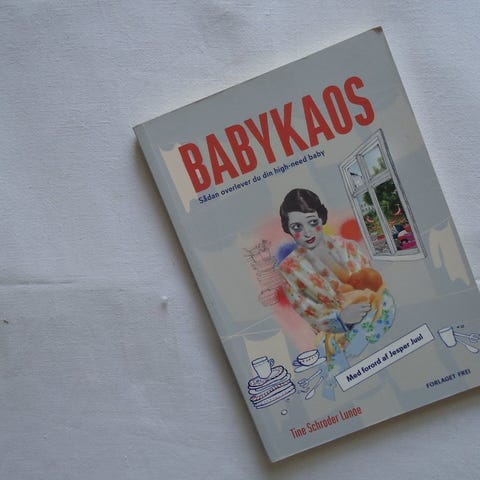 BABYKAOS
Sådan overlever du din high-need baby
Med forord af Jesper Juul
FORLAGET FREI
Tine Schrøder Lunøe